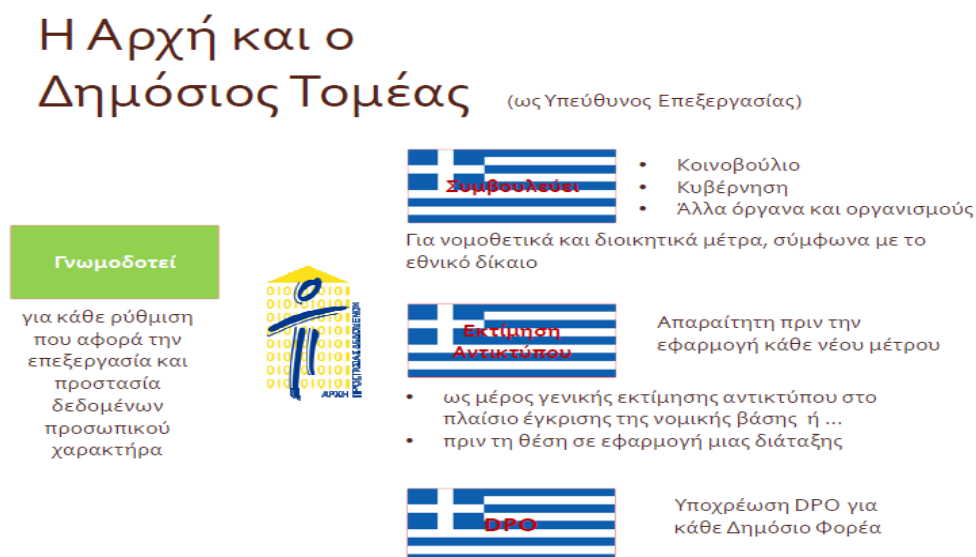 Η Αρχή και ο
Δημόσιος Τομέας (ως Υπεύθυνος Επεξεργασίας)
Συμβουλεύει
• Κοινοβούλιο
• Κυβέρνηση
• Άλλα όργανα και οργανισμούς
Για νομοθετικά και διοικητικά μέτρα, σύμφωνα με το
εθνικό δίκαιο
Γνωμοδοτεί
για κάθε ρύθμιση
που αφορά την
επεξεργασία και
προστασία
δεδομένων
προσωπικού
χαρακτήρα
ΑΡΧΗ
ΠΡΟΣΤΑΣΙΑΣ ΔΕΔΟΜΕΝΩΝ
Εκτίμηση
Αντικτύπου
Απαραίτητη πριν την
εφαρμογή κάθε νέου μέτρου
• ως μέρος γενικής εκτίμησης αντικτύπου στο
πλαίσιο έγκρισης της νομικής βάσης ή ...
• πριν τη θέση σε εφαρμογή μιας διάταξης
DPO
Υποχρέωση DPO για
κάθε Δημόσιο Φορέα